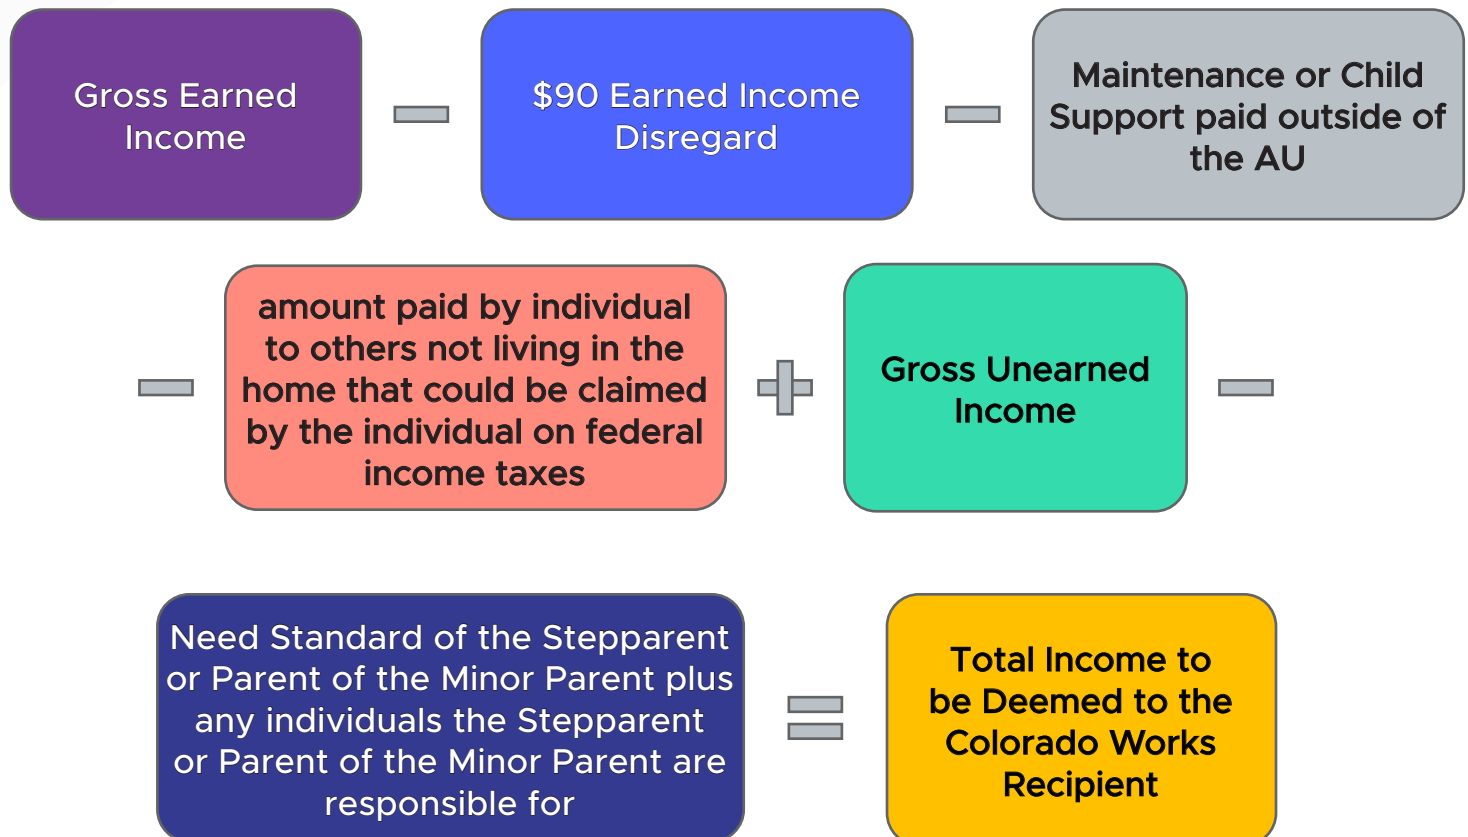 Gross Earned
Income
$90 Earned Income
Disregard
Maintenance or Child
Support paid outside of
the AU
amount paid by individual
to others not living in the
home that could be claimed
by the individual on federal
income taxes
Gross Unearned
Income
Need Standard of the Stepparent
or Parent of the Minor Parent plus
any individuals the Stepparent
or Parent of the Minor Parent are
responsible for
Total Income to
be Deemed to the
Colorado Works
Recipient